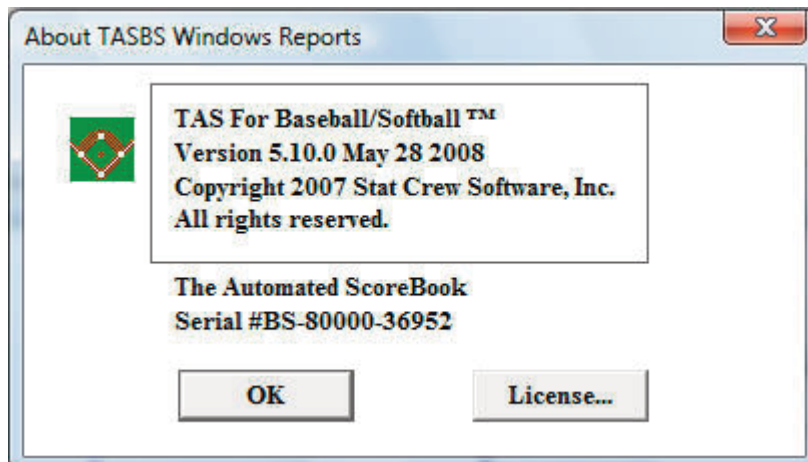 About TASBS Windows Reports
TAS For Baseball/Softball ™
Version 5.10.0 May 28 2008
Copyright 2007 Stat Crew Software, Inc.
All rights reserved.
The Automated ScoreBook
Serial #BS-80000-36952
OK
License...